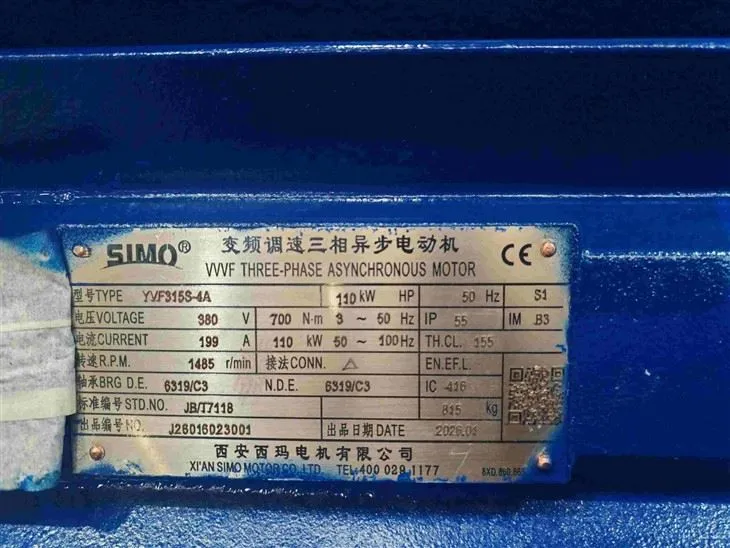 SIMO® 变频调速三相异步电动机 CE
VVVF THREE-PHASE ASYNCHRONOUS MOTOR
型号TYPE YVF315S-4A 110 kW HP 50 Hz S1
电压VOLTAGE 380 V 700 N·m 3 ~ 50 Hz IP 55 IM B3
电流CURRENT 199 A 110 kW 50 ~ 100 Hz TH.CL. 155
转速R.P.M. 1485 r/min 接法CONN. △ EN.EF.L.
轴承BRG D.E. 6319/C3 N.D.E. 6319/C3 IC 416
标准编号STD.NO. JB/T7118 815 kg
出品编号NO. J26016023001 出品日期DATE 2026.01
西安西玛电机有限公司
XI'AN SIMO MOTOR CO.,LTD. TEL:400 029 1177